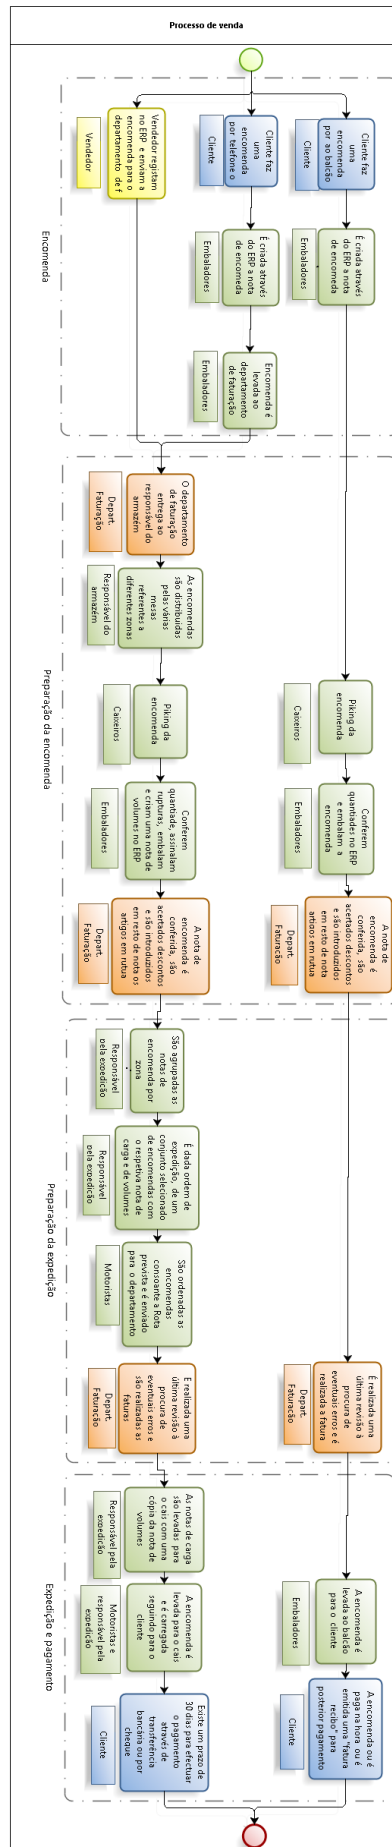 Processo de venda
Encomenda
Vendedor registam
no ERP e enviam a
encomenda para o
departamento de f
Vendedor
Cliente faz
uma
encomenda
por telefone o
Cliente
Cliente faz
uma
encomenda
por ao balcão
Cliente
É criada através
do ERP a nota
de encomeda
Embaladores
É criada através
do ERP a nota
de encomeda
Embaladores
Encomenda é
levada ao
departamento
de faturação
Embaladores
Preparação da encomenda
O departamento
de faturação
entrega ao
responsável do
armazém
Depart.
Faturação
As encomendas
são distribuidas
pelas várias
mesas
referentes a
diferentes zonas
Responsável do
armazém
Piking da
encomenda
Caixeiros
Conferem
quantiade, assinalam
rupturas, embalam
e criam uma nota de
volumes no ERP
Embaladores
A nota de
encomenda é
conferida, são
acertados descontos
e são introduzidos
em resto de nota os
artigos em rutua
Depart.
Faturação
Piking da
encomenda
Caixeiros
Conferem
quantiades no ERP
e embalam a
encomenda
Embaladores
A nota de
encomenda é
conferida, são
acertados descontos
e são introduzidos
em resto de nota
artigos em rutua
Depart.
Faturação
Preparação da expedição
São agrupadas as
notas de
encomenda por
zona
Responsável
pela expedição
É dada ordem de
expedição, de um
conjunto selecionado
de encomendas com
o respetiva nota de
carga e de volumes
Responsável
pela expedição
São ordenadas as
encomendas
consoante a Rota
prevista e é enviado
para o departamento
Motoristas
E realizada uma
última revisão à
procura de
eventuais erros e
são realizadas as
faturas
Depart.
Faturação
É realizada uma
última revisão à
procura de
eventuais erros e é
realizada a fatura
Depart.
Faturação
Expedição e pagamento
As notas de carga
são levadas para
o cais com uma
cópia da nota de
volumes
Responsável pela
expedição
A encomenda é
levada para o cais
e é carregada
seguindo para o
cliente
Motoristas e
responsável pela
expedição
Existe um prazo de
30 dias para efectuar
o pagamento
através de
transferência
bancária ou por
cheque
Cliente
A encomenda é
levada ao balcão
para o cliente
Embaladores
A encomenda ou é
paga na hora ou é
emitida uma "fatura
recibo" para
posterior pagamento
Cliente